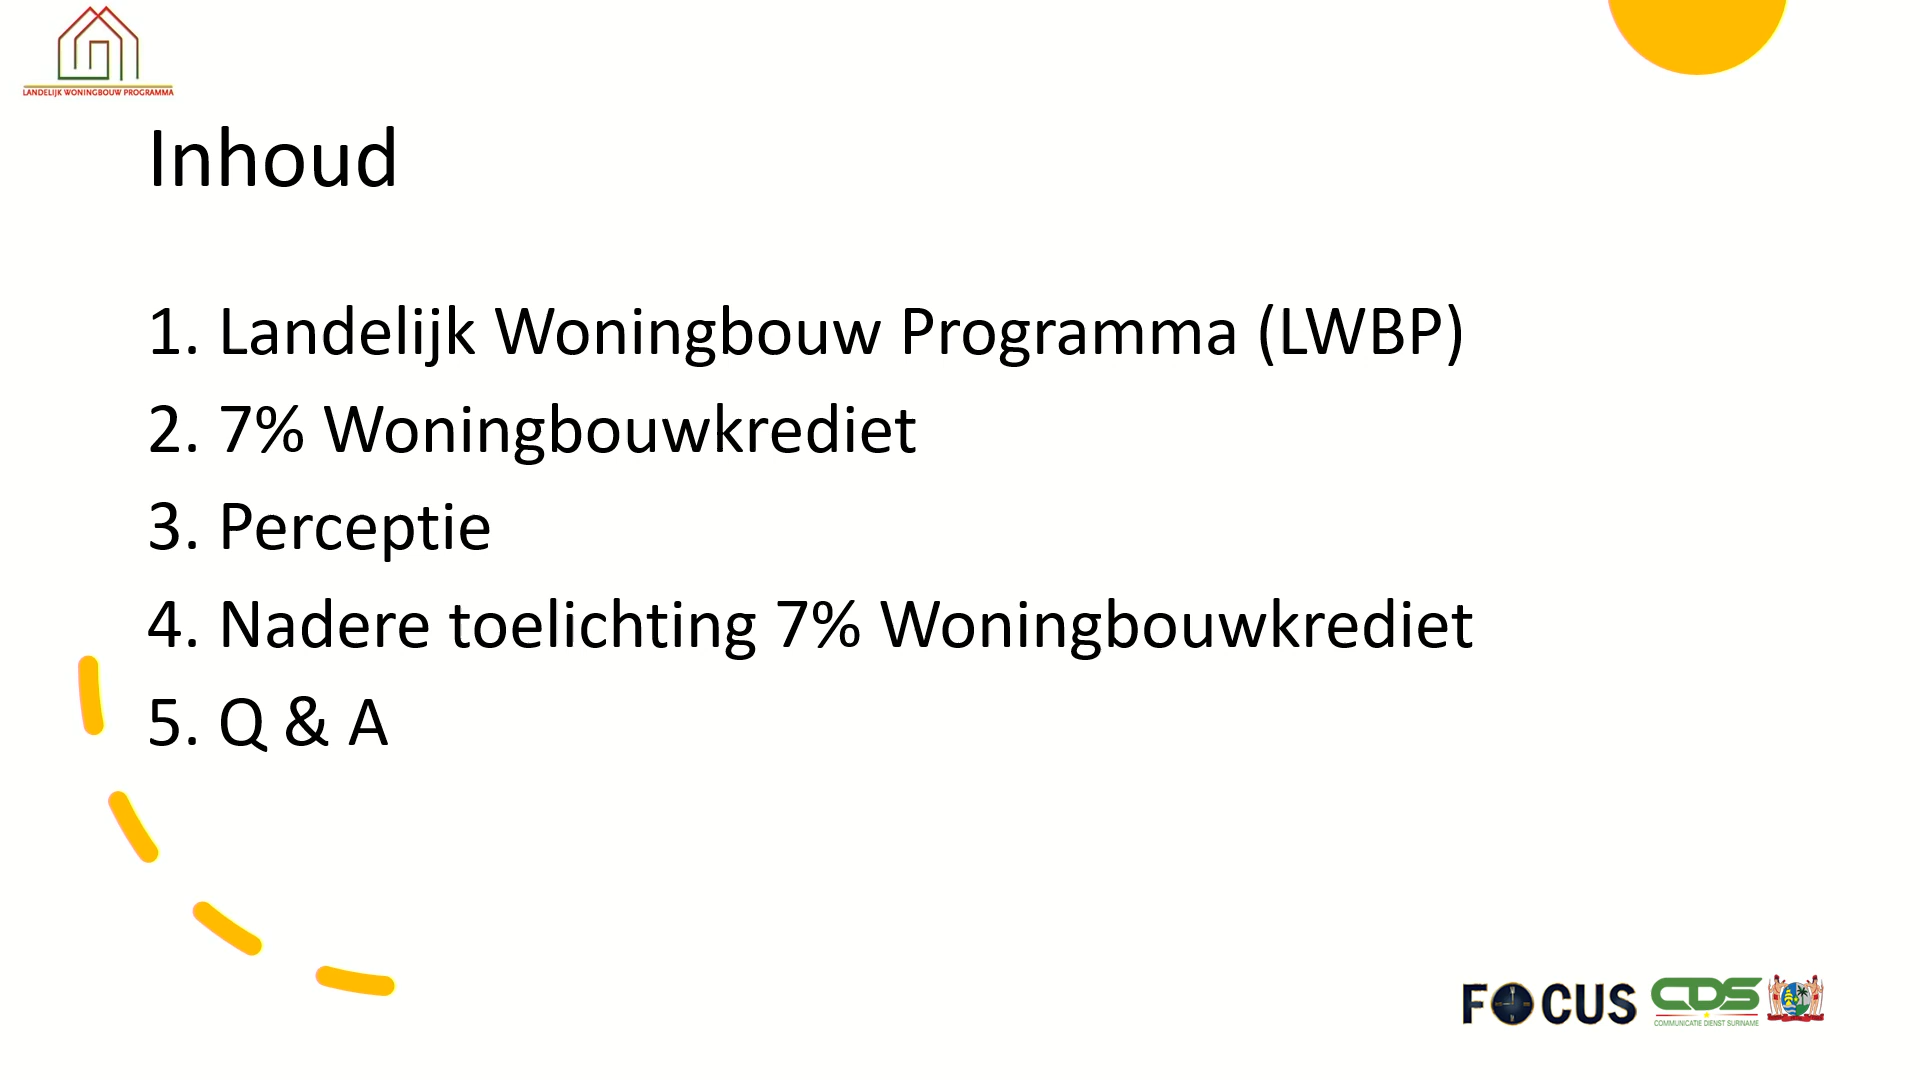 LANDELIJK WONINGBOUW PROGRAMMA
Inhoud
1. Landelijk Woningbouw Programma (LWBP)
2. 7% Woningbouwkrediet
3. Perceptie
4. Nadere toelichting 7% Woningbouwkrediet
5. Q & A
FOCUS
CDS
COMMUNICATIE DIENST SURINAME